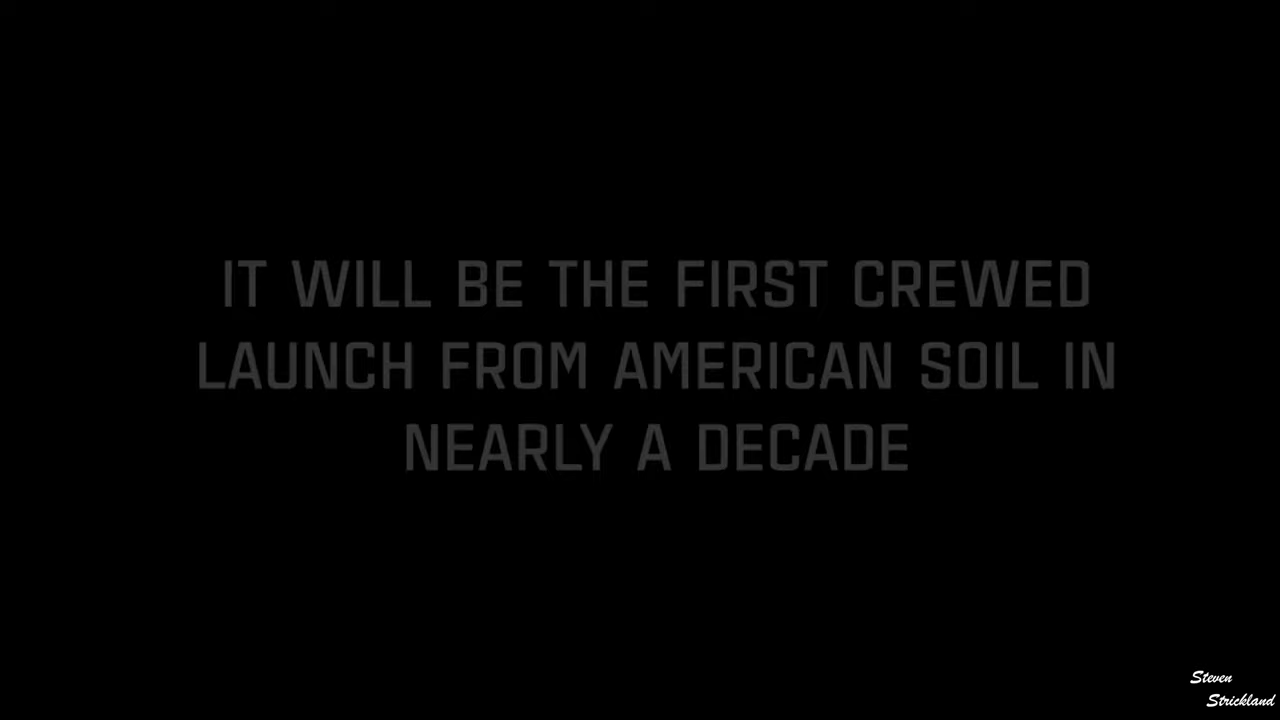 IT WILL BE THE FIRST CREWED
LAUNCH FROM AMERICAN SOIL IN
NEARLY A DECADE
Steven
Strickland